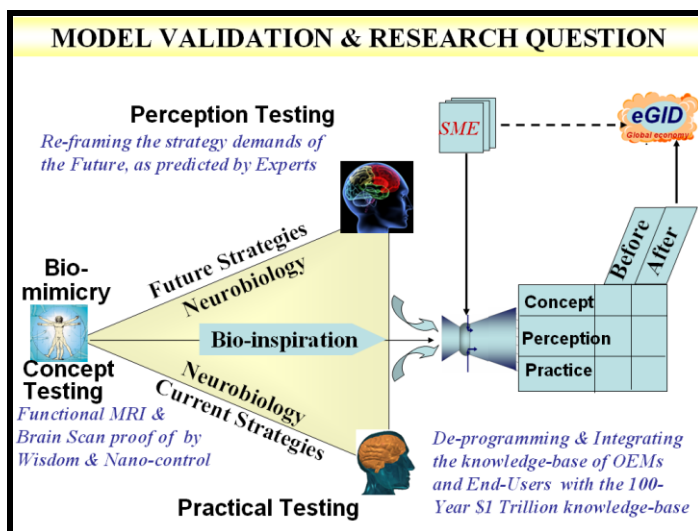 MODEL VALIDATION & RESEARCH QUESTION
Perception Testing
Re-framing the strategy demands of
the Future, as predicted by Experts
SME
eGID
Global economy
Before
After
Bio-
mimicry
Future Strategies
Neurobiology
Bio-inspiration
Concept
Perception
Practice
Concept
Testing
Neurobiology
Current Strategies
Functional MRI &
Brain Scan proof of by
Wisdom & Nano-control
Practical Testing
De-programming & Integrating
the knowledge-base of OEMs
and End-Users with the 100-
Year $1 Trillion knowledge-base